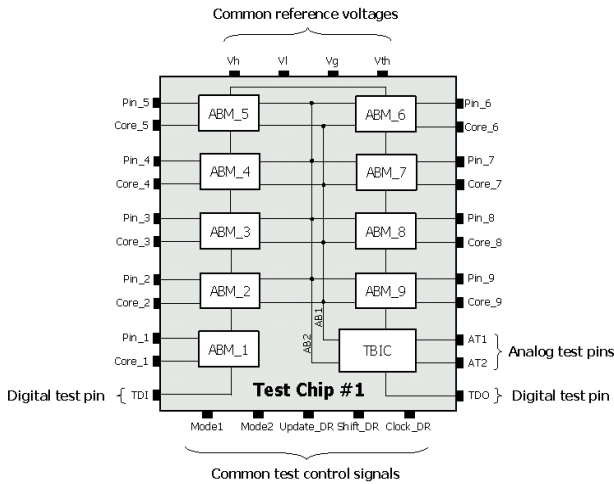 Common reference voltages
Vh Vl Vg Vth
Pin_5 ABM_5 ABM_6 Pin_6
Core_5 Core_6
Pin_4 ABM_4 ABM_7 Pin_7
Core_4 Core_7
Pin_3 ABM_3 ABM_8 Pin_8
Core_3 Core_8
Pin_2 ABM_2 ABM_9 Pin_9
Core_2 Core_9
AB1
AB2
Pin_1 ABM_1 TBIC AT1
Core_1 AT2
Analog test pins
Digital test pin TDI Test Chip #1 TDO Digital test pin
Mode1 Mode2 Update_DR Shift_DR Clock_DR
Common test control signals